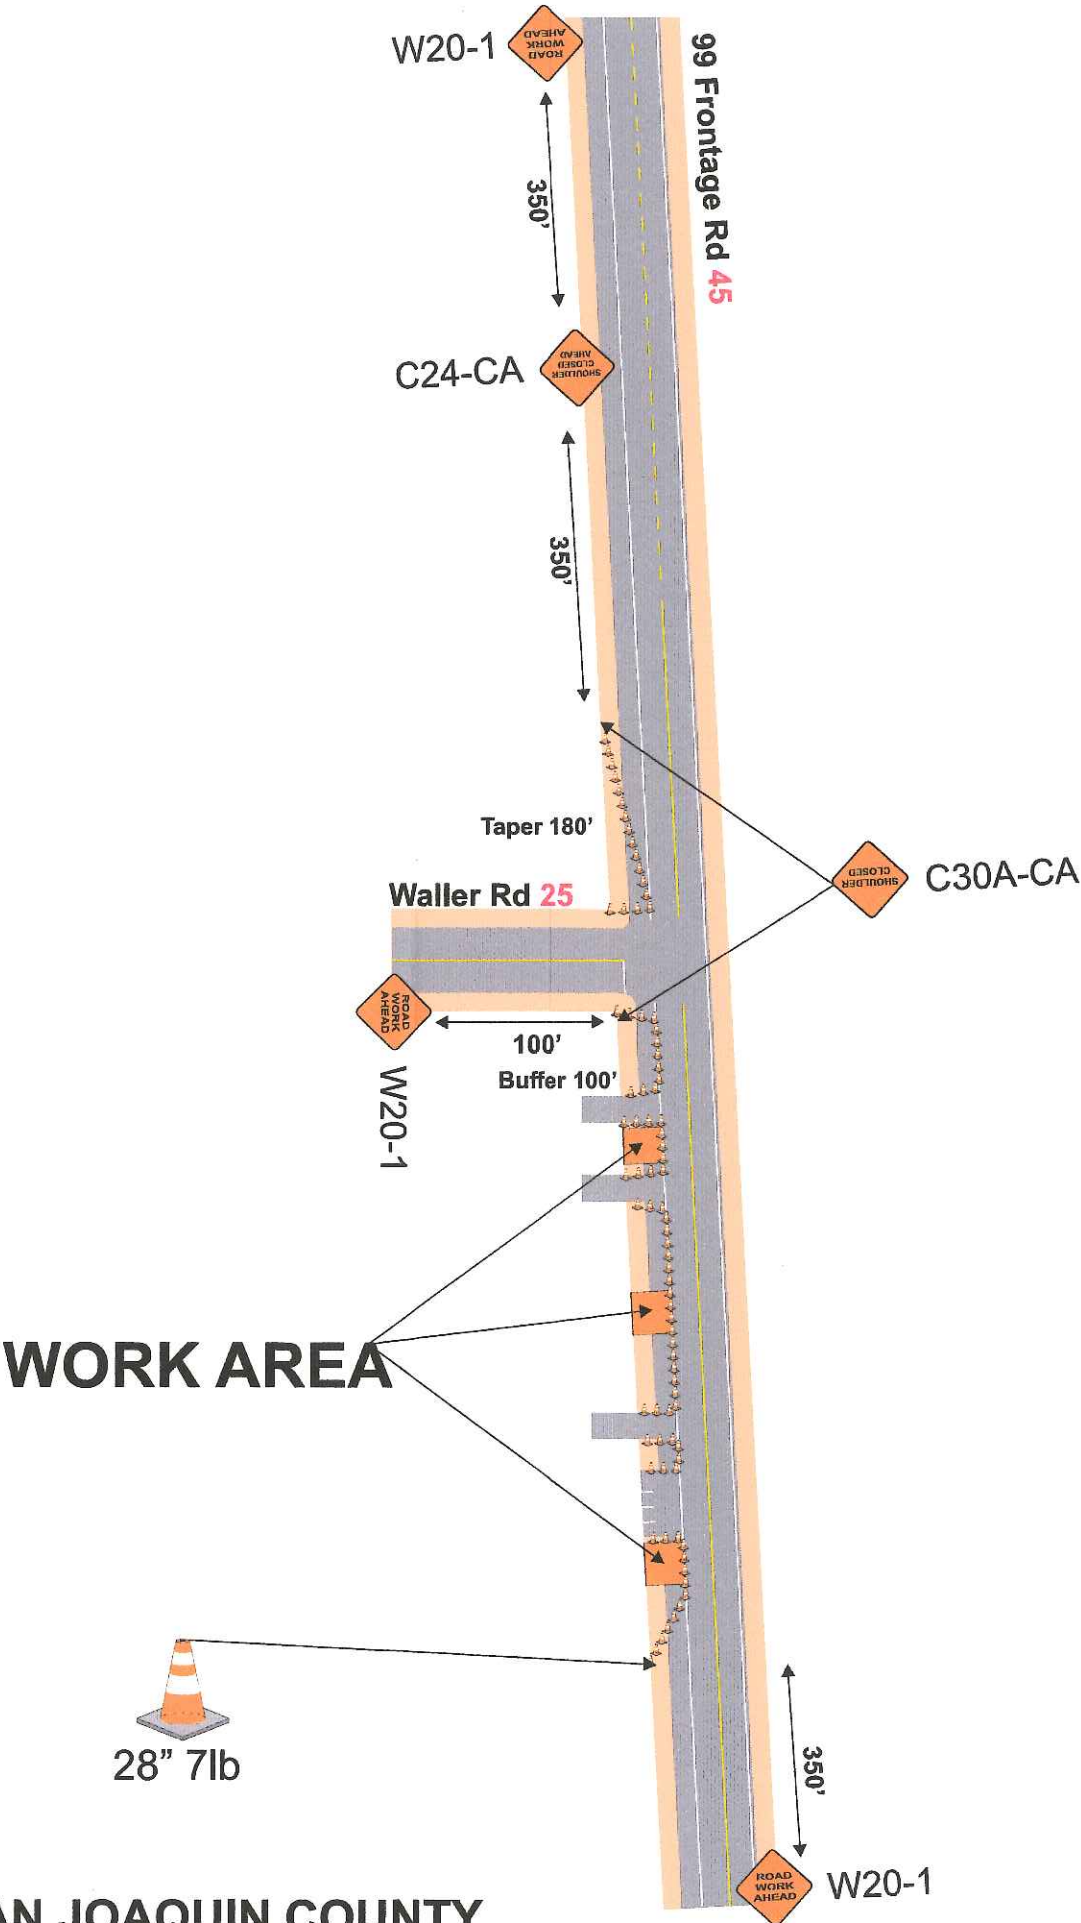 W20-1
ROAD
WORK
AHEAD
99 Frontage Rd 45
350’
C24-CA
SHOULDER
CLOSED
AHEAD
350’
Taper 180’
SHOULDER
CLOSED
C30A-CA
Waller Rd 25
ROAD
WORK
AHEAD
100’
Buffer 100’
W20-1
WORK AREA
28” 7lb
350’
ROAD
WORK
AHEAD
W20-1
AN JOAQUIN COUNTY